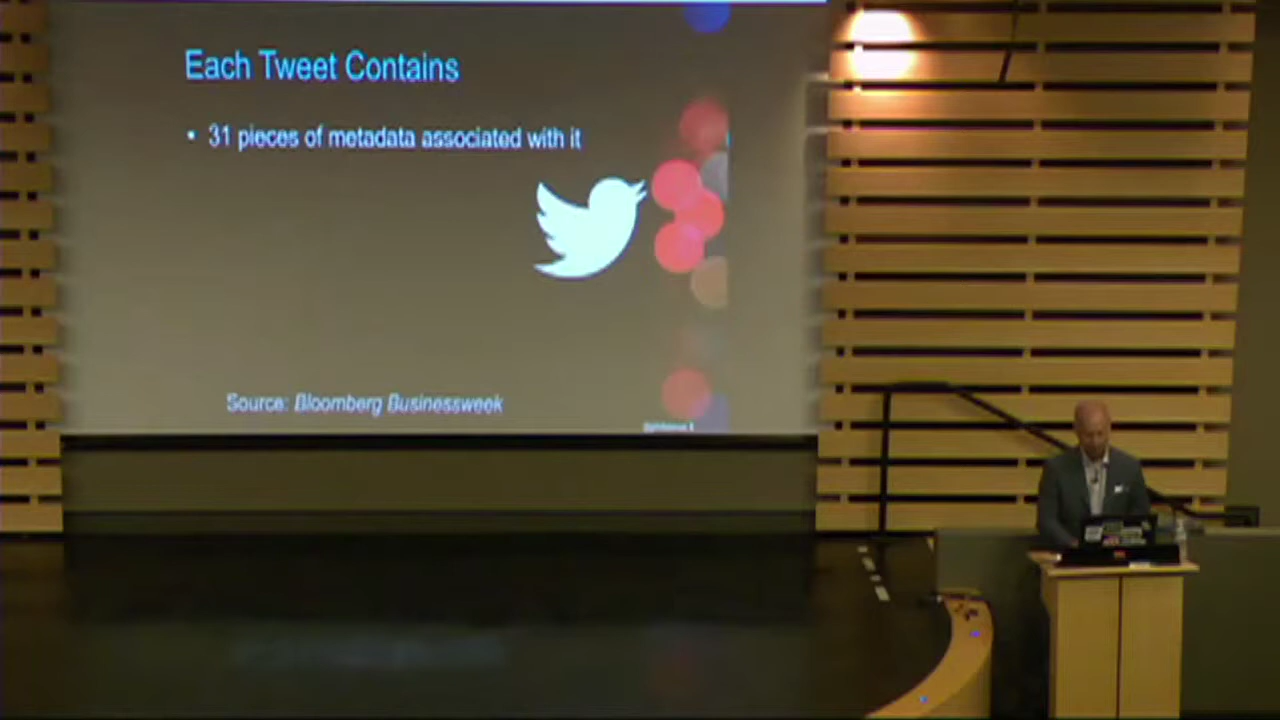 Each Tweet Contains
• 31 pieces of metadata associated with it
Source: Bloomberg Businessweek